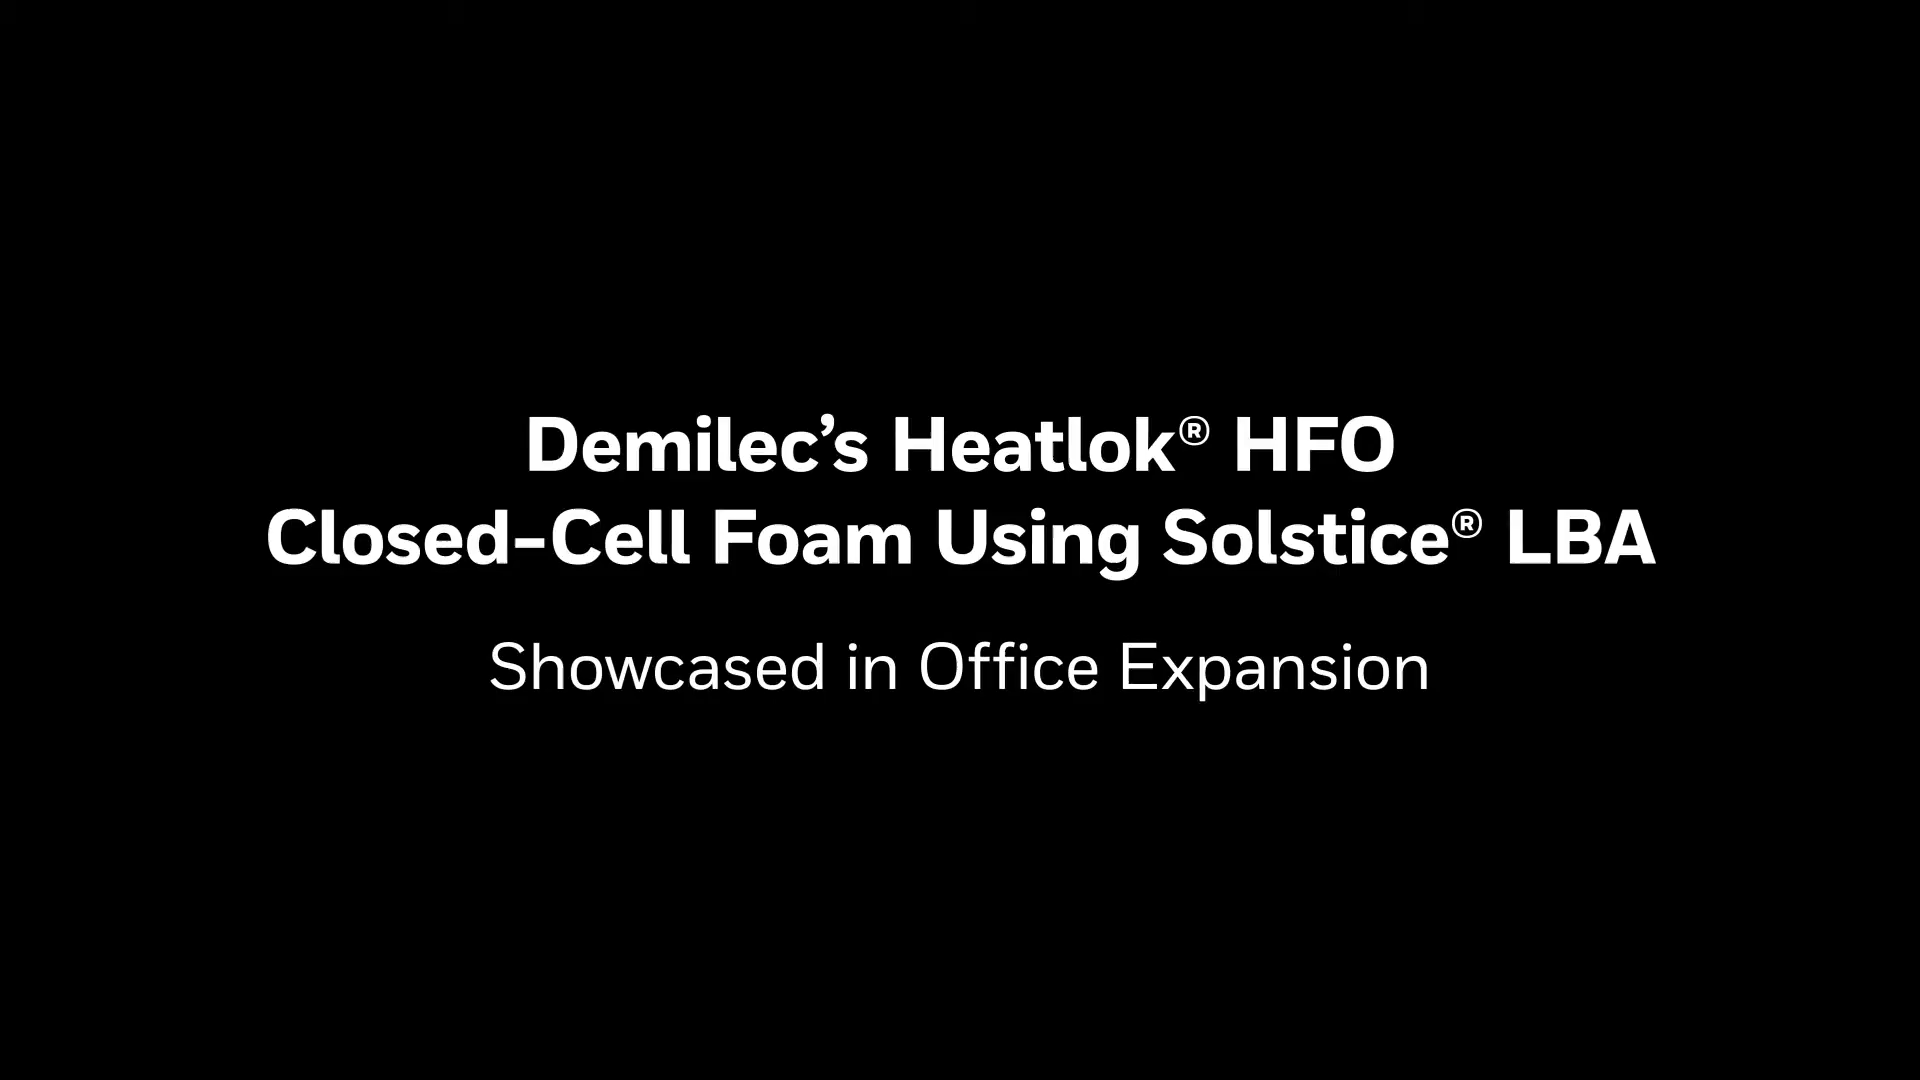 Demilec’s Heatlok® HFO
Closed-Cell Foam Using Solstice® LBA
Showcased in Office Expansion